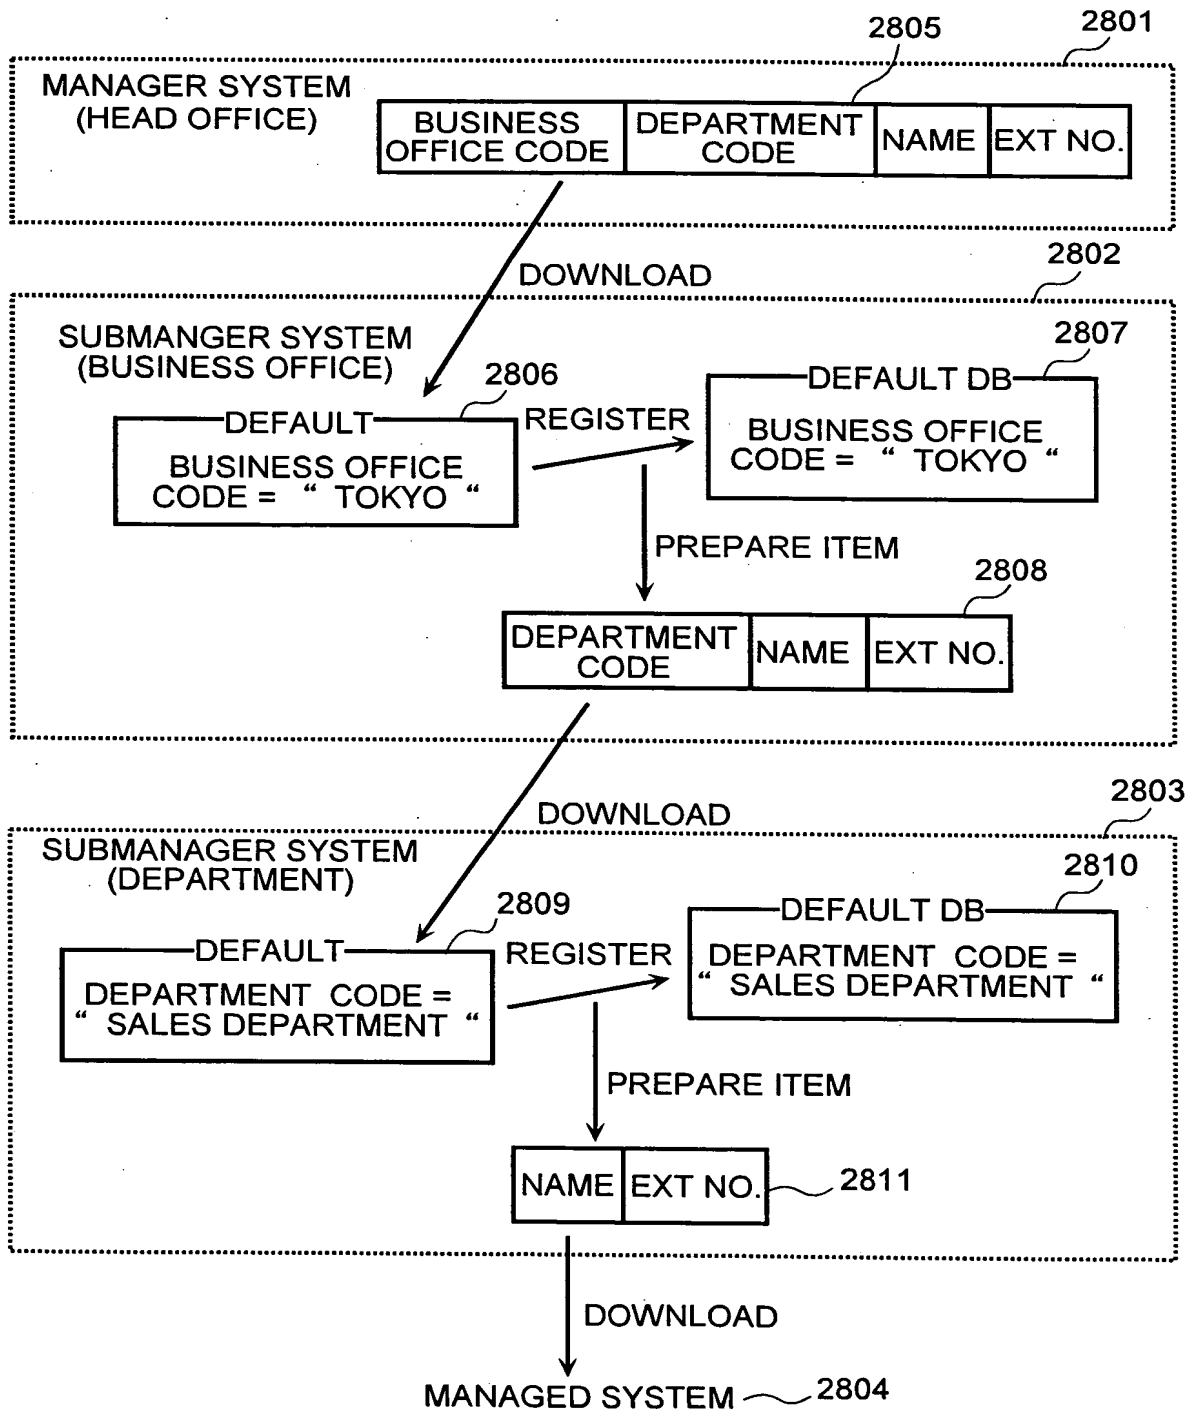 2805
2801
MANAGER SYSTEM
(HEAD OFFICE)
BUSINESS
OFFICE CODE
DEPARTMENT
CODE
NAME
EXT NO.
DOWNLOAD
2802
SUBMANGER SYSTEM
(BUSINESS OFFICE)
2806
2807
DEFAULT
REGISTER
DEFAULT DB
BUSINESS OFFICE
CODE = “ TOKYO “
BUSINESS OFFICE
CODE = “ TOKYO “
PREPARE ITEM
2808
DEPARTMENT
CODE
NAME
EXT NO.
DOWNLOAD
2803
SUBMANAGER SYSTEM
(DEPARTMENT)
2809
2810
DEFAULT
REGISTER
DEFAULT DB
DEPARTMENT CODE =
“ SALES DEPARTMENT “
DEPARTMENT CODE =
“ SALES DEPARTMENT “
PREPARE ITEM
NAME
EXT NO.
2811
DOWNLOAD
MANAGED SYSTEM
2804